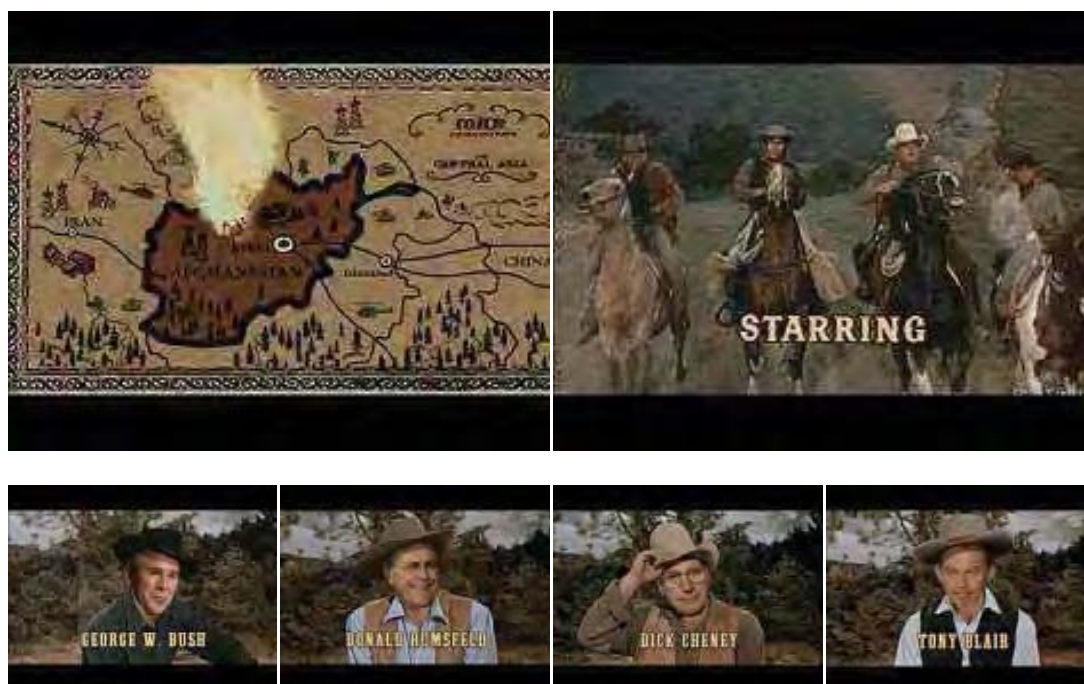 IRAN
AFGHANISTAN
CENTRAL ASIA
CHINA
STARRING
GEORGE W. BUSH
DONALD RUMSFELD
DICK CHENEY
TONY BLAIR